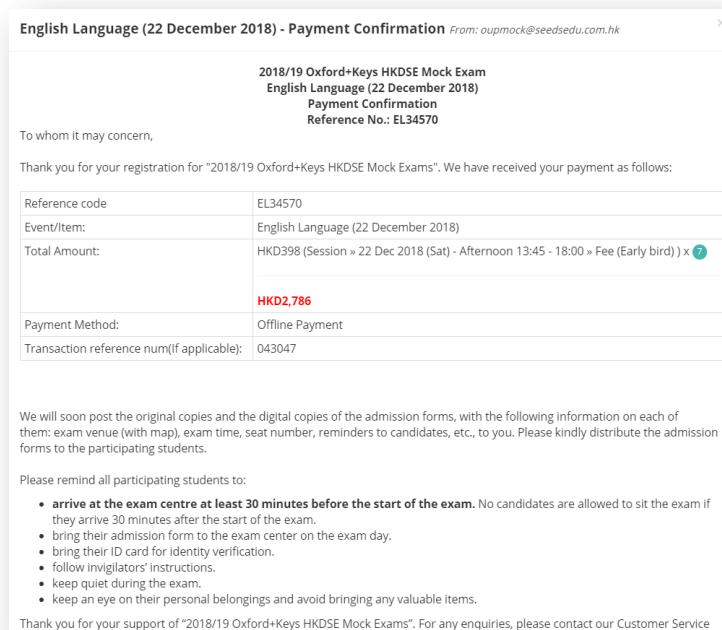 English Language (22 December 2018) - Payment Confirmation From: oupmock@seedsedu.com.hk
2018/19 Oxford+Keys HKDSE Mock Exam
English Language (22 December 2018)
Payment Confirmation
Reference No.: EL34570
To whom it may concern,
Thank you for your registration for "2018/19 Oxford+Keys HKDSE Mock Exams". We have received your payment as follows:
Reference code EL34570
Event/Item: English Language (22 December 2018)
Total Amount: HKD398 (Session » 22 Dec 2018 (Sat) - Afternoon 13:45 - 18:00 » Fee (Early bird) ) x 7
HKD2,786
Payment Method: Offline Payment
Transaction reference num(If applicable): 043047
We will soon post the original copies and the digital copies of the admission forms, with the following information on each of
them: exam venue (with map), exam time, seat number, reminders to candidates, etc., to you. Please kindly distribute the admission
forms to the participating students.
Please remind all participating students to:
• arrive at the exam centre at least 30 minutes before the start of the exam. No candidates are allowed to sit the exam if
they arrive 30 minutes after the start of the exam.
• bring their admission form to the exam center on the exam day.
• bring their ID card for identity verification.
• follow invigilators' instructions.
• keep quiet during the exam.
• keep an eye on their personal belongings and avoid bringing any valuable items.
Thank you for your support of “2018/19 Oxford+Keys HKDSE Mock Exams”. For any enquiries, please contact our Customer Service